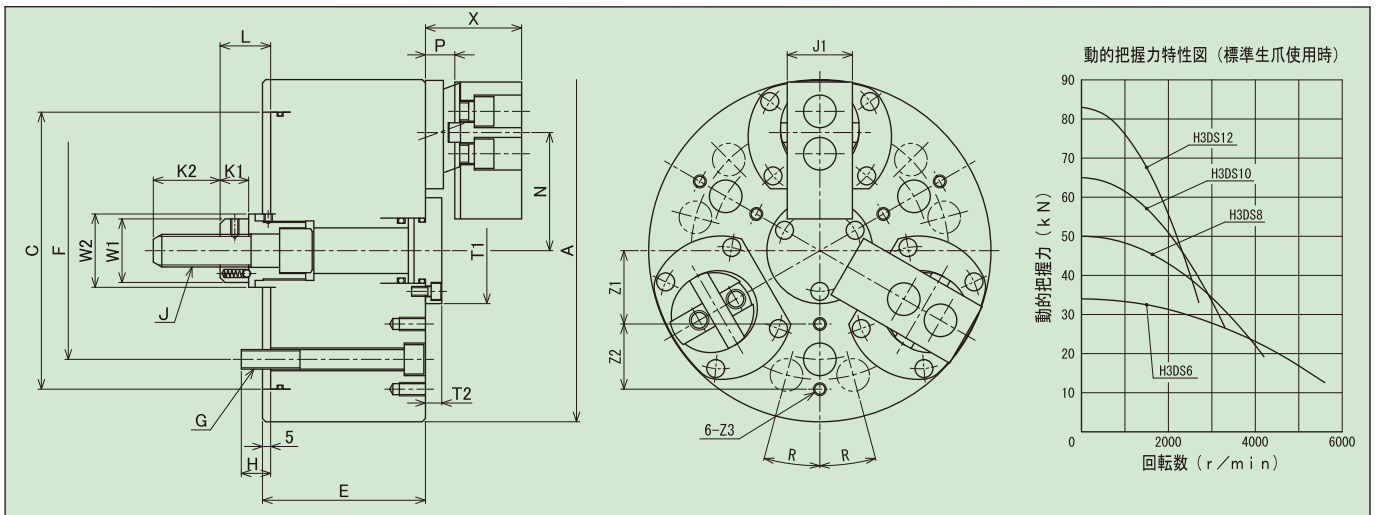 X
L
P
K2
K1
C
F
W2
W1
J
G
5
H
E
T2
T1
N
A
J1
Z1
Z2
6-Z3
R
R
動的把握力特性図(標準生爪使用時)
90
80
70
60
50
40
30
20
10
0
2000
4000
6000
H3DS12
H3DS10
H3DS8
H3DS6
動的把握力(kN)
回転数(r/min)